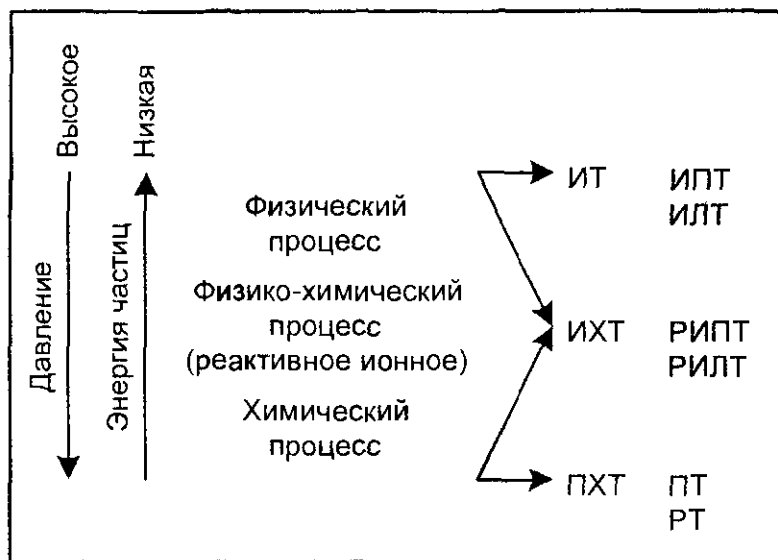 Высокое
Низкая
Давление
Энергия частиц
Физический
процесс
Физико-химический
процесс
(реактивное ионное)
Химический
процесс
ИТ
ИПТ
ИЛТ
ИХТ
РИПТ
РИЛТ
ПХТ
ПТ
РТ